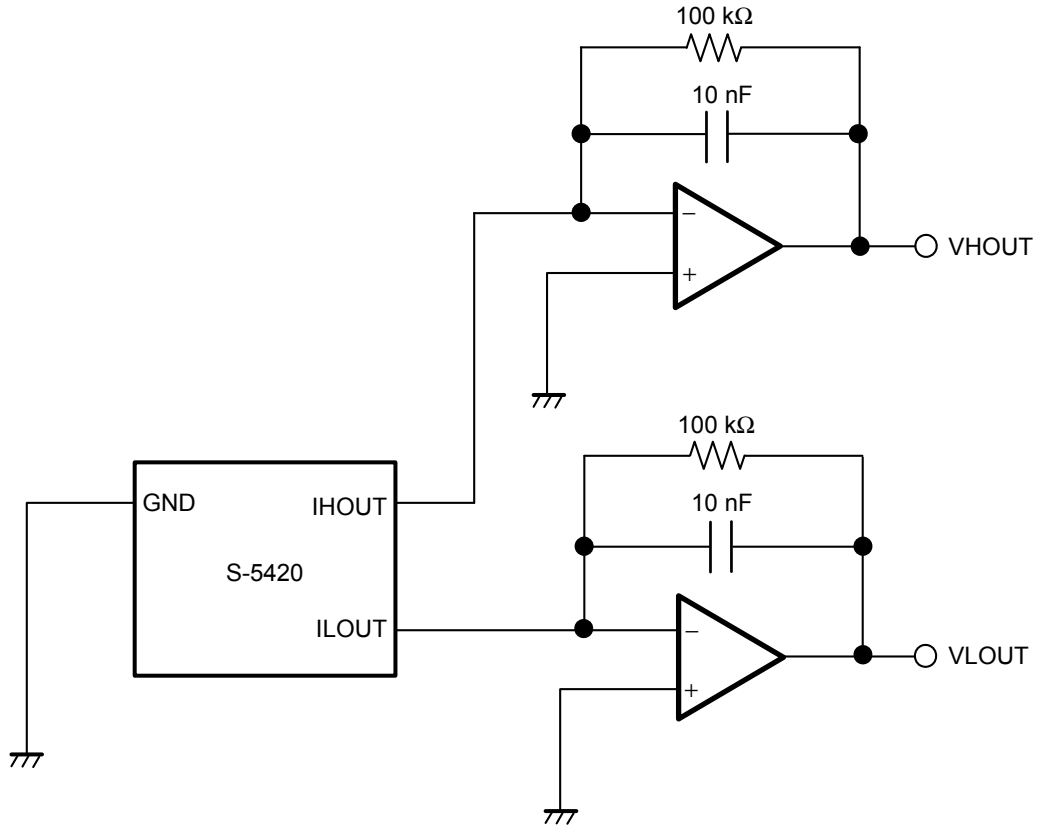 100 kΩ
10 nF
−
+
VHOUT
100 kΩ
10 nF
GND
IHOUT
S-5420
ILOUT
−
+
VLOUT